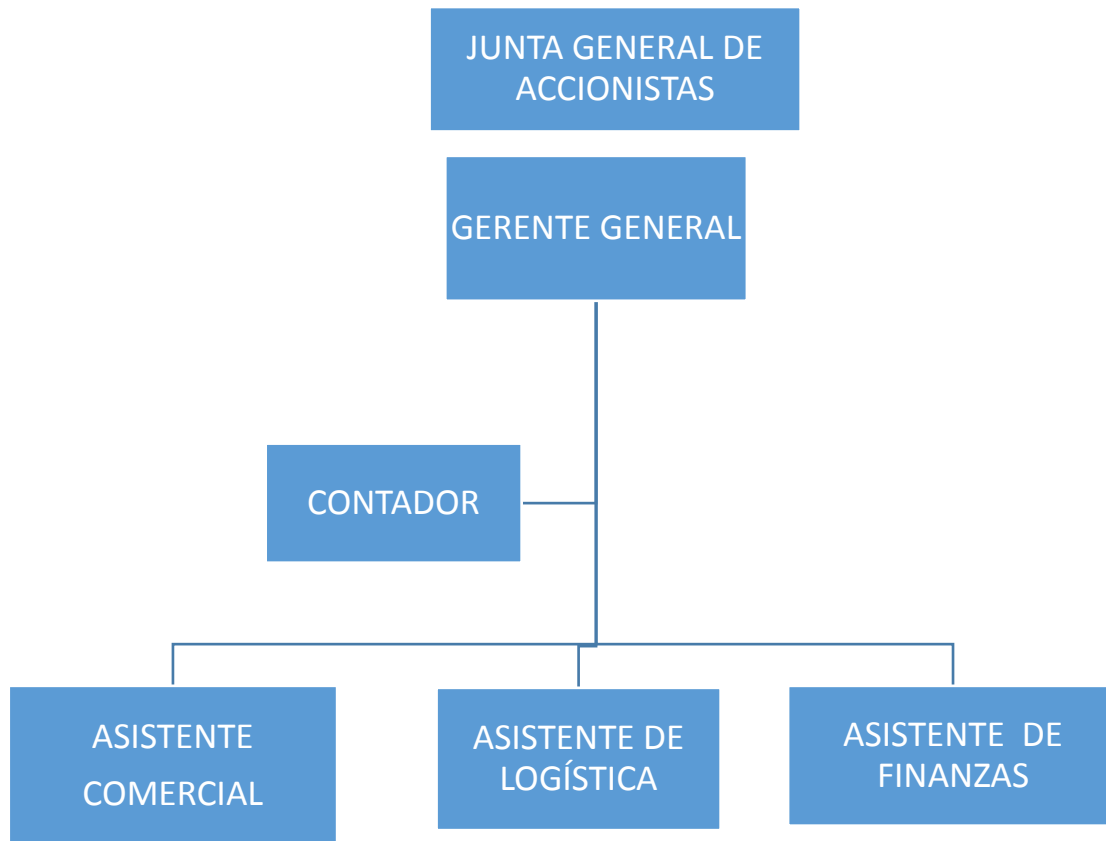 JUNTA GENERAL DE
ACCIONISTAS
GERENTE GENERAL
CONTADOR
ASISTENTE
COMERCIAL
ASISTENTE DE
LOGÍSTICA
ASISTENTE DE
FINANZAS